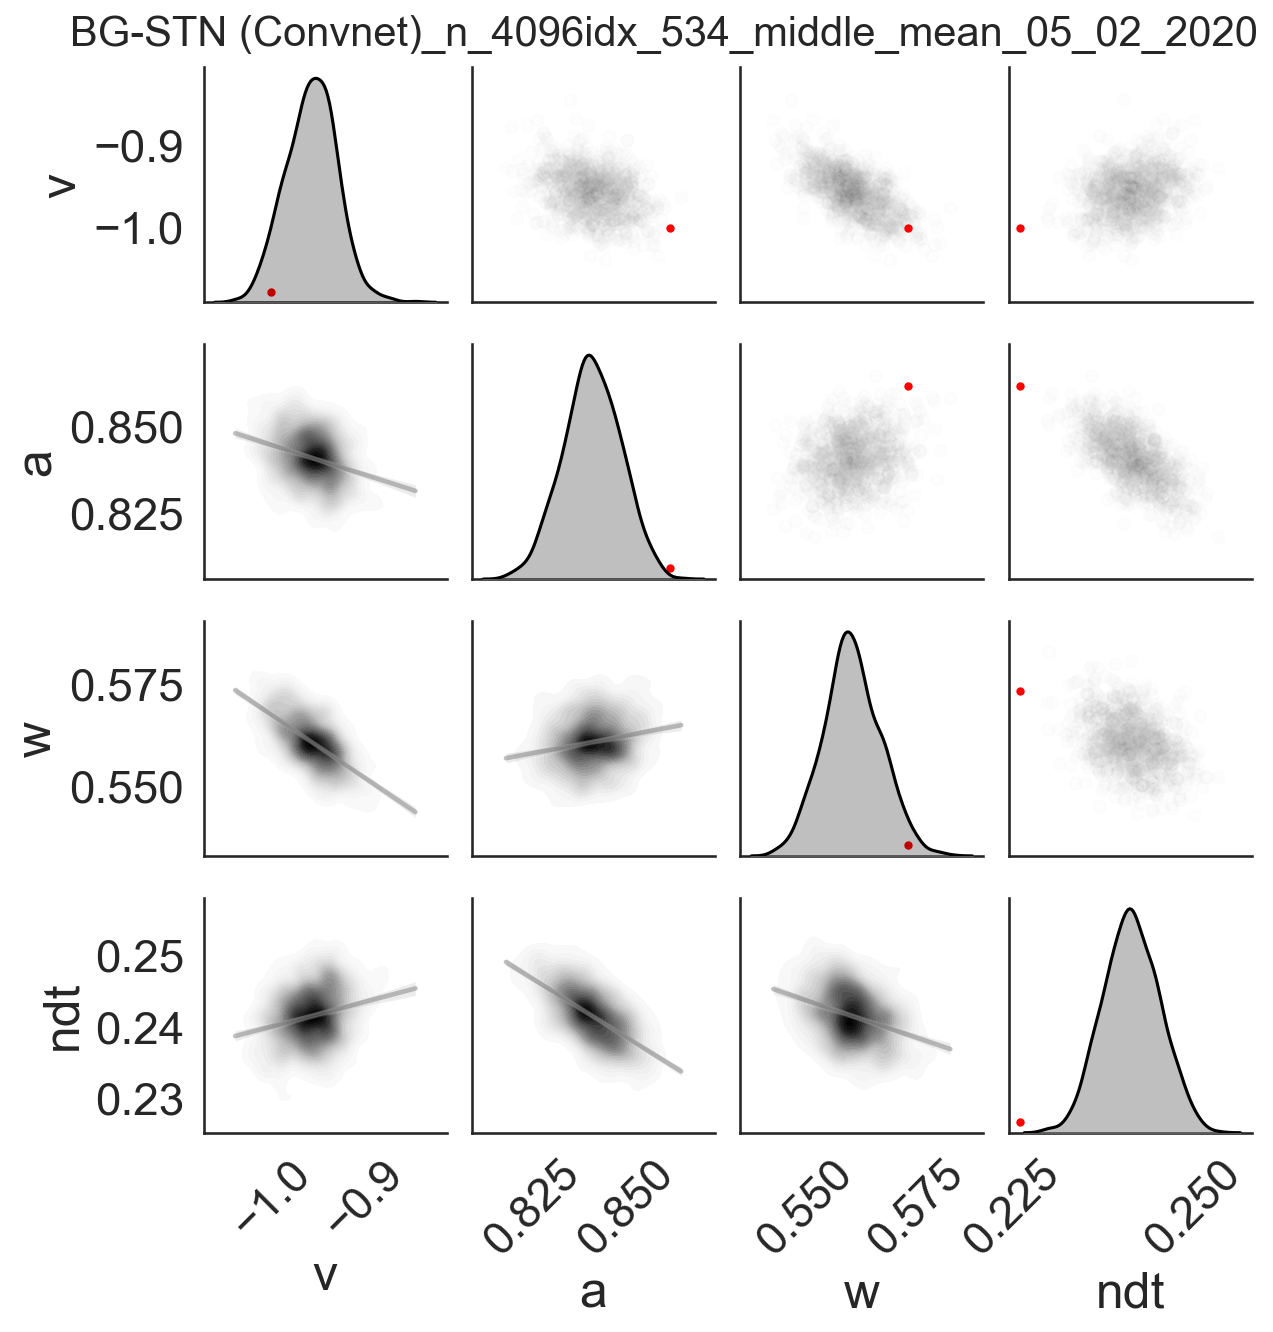 BG-STN (Convnet)_n_4096idx_534_middle_mean_05_02_2020
−0.9
v
−1.0
0.850
a
0.825
0.575
w
0.550
0.25
ndt
0.24
0.23
−1.0 −0.9 0.825 0.850 0.550 0.575 0.225 0.250
v a w ndt